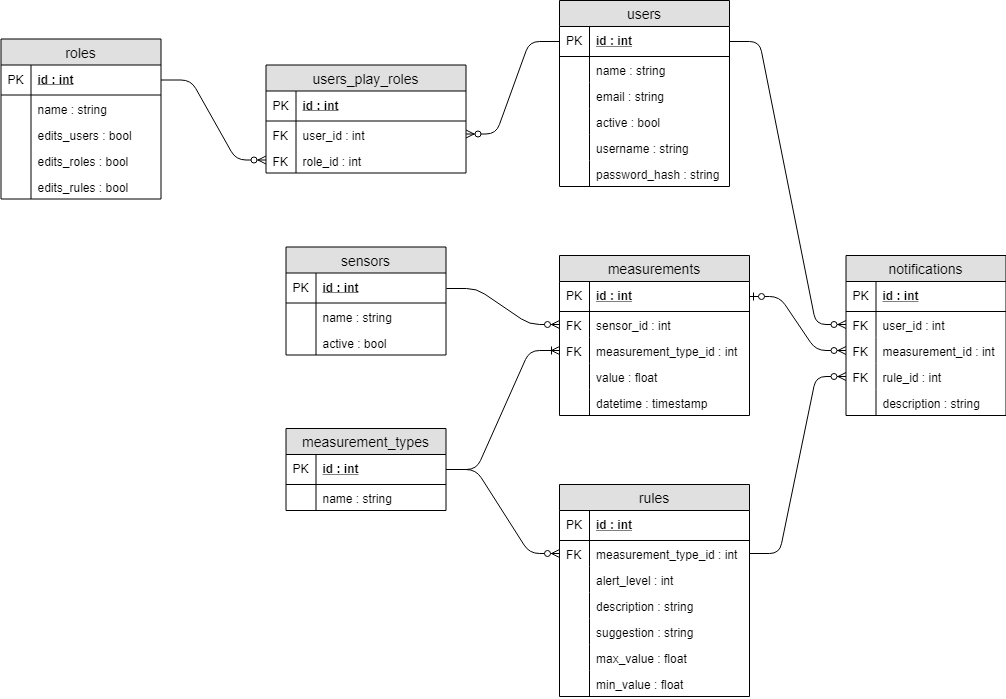 users
PK id : int
name : string
email : string
active : bool
username : string
password_hash : string
roles
PK id : int
name : string
edits_users : bool
edits_roles : bool
edits_rules : bool
users_play_roles
PK id : int
FK user_id : int
FK role_id : int
sensors
PK id : int
name : string
active : bool
measurements
PK id : int
FK sensor_id : int
FK measurement_type_id : int
value : float
datetime : timestamp
notifications
PK id : int
FK user_id : int
FK measurement_id : int
FK rule_id : int
description : string
measurement_types
PK id : int
name : string
rules
PK id : int
FK measurement_type_id : int
alert_level : int
description : string
suggestion : string
max_value : float
min_value : float